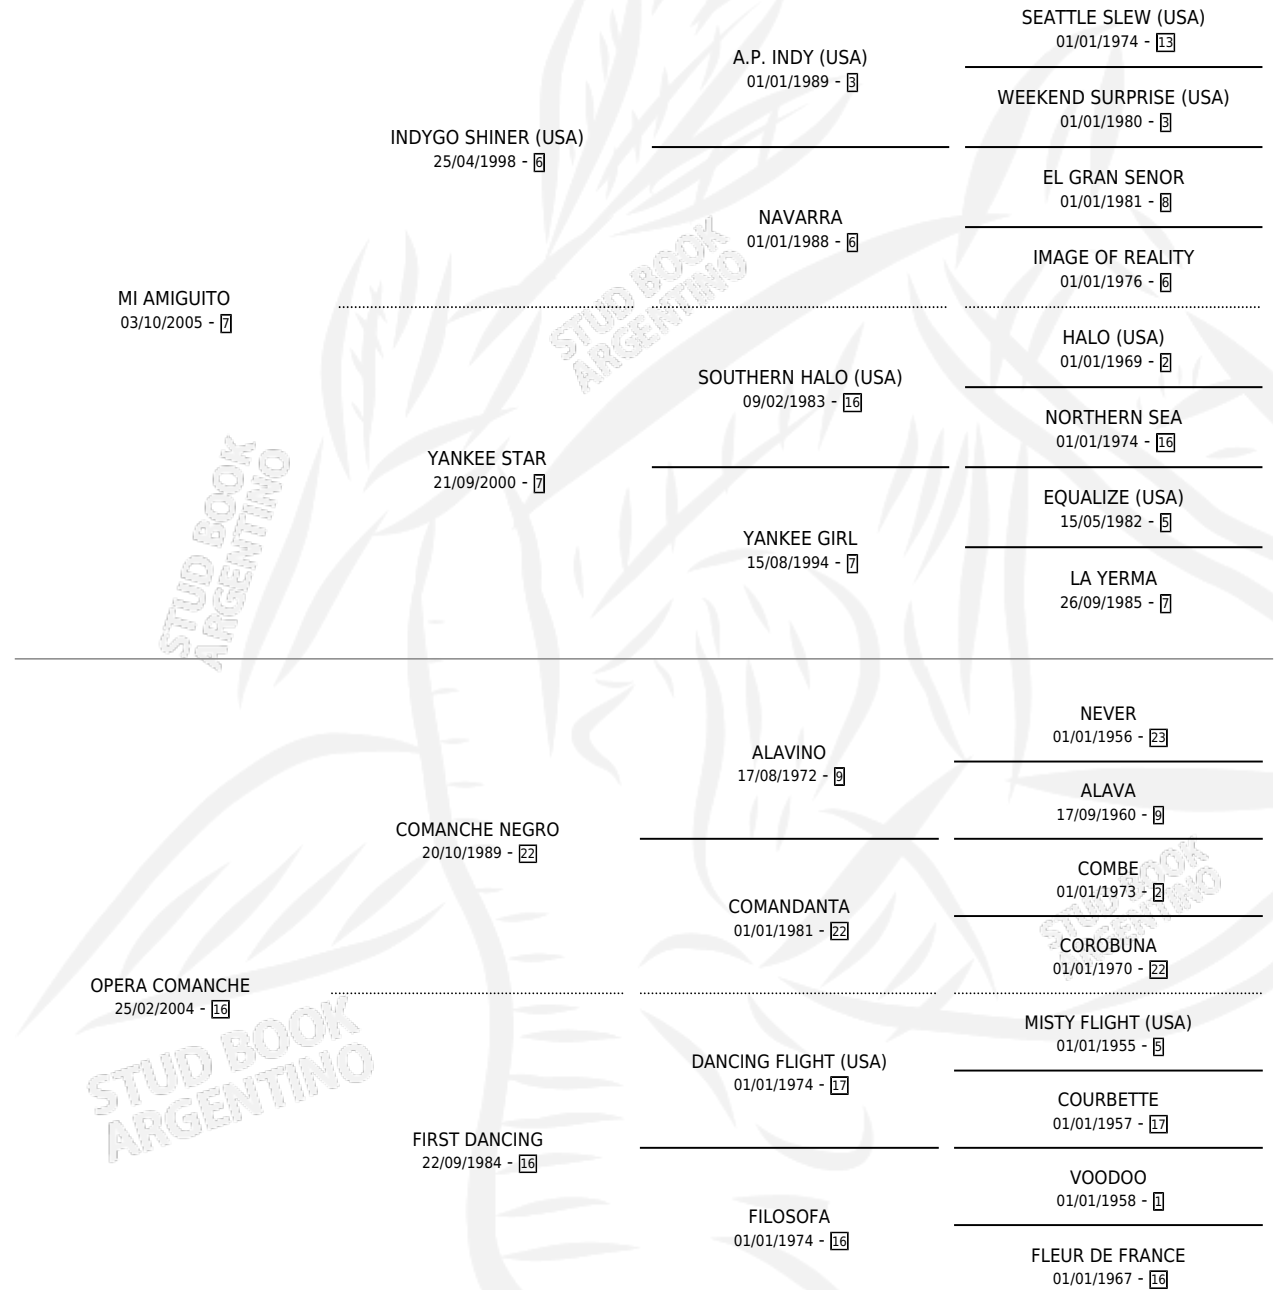 SEATTLE SLEW (USA)
01/01/1974 - 13
A.P. INDY (USA)
01/01/1989 - 3
WEEKEND SURPRISE (USA)
01/01/1980 - 3
INDYGO SHINER (USA)
25/04/1998 - 6
EL GRAN SENOR
01/01/1981 - 8
NAVARRA
01/01/1988 - 6
IMAGE OF REALITY
01/01/1976 - 6
MI AMIGUITO
03/10/2005 - 7
HALO (USA)
01/01/1969 - 2
SOUTHERN HALO (USA)
09/02/1983 - 16
NORTHERN SEA
01/01/1974 - 16
YANKEE STAR
21/09/2000 - 7
EQUALIZE (USA)
15/05/1982 - 5
YANKEE GIRL
15/08/1994 - 7
LA YERMA
26/09/1985 - 7
NEVER
01/01/1956 - 23
ALAVINO
17/08/1972 - 9
ALAVA
17/09/1960 - 9
COMANCHE NEGRO
20/10/1989 - 22
COMBE
01/01/1973 - 2
COMANDANTA
01/01/1981 - 22
COROBUNA
01/01/1970 - 22
OPERA COMANCHE
25/02/2004 - 16
MISTY FLIGHT (USA)
01/01/1955 - 5
DANCING FLIGHT (USA)
01/01/1974 - 17
COURBETTE
01/01/1957 - 17
FIRST DANCING
22/09/1984 - 16
VOODOO
01/01/1958 - 1
FILOSOFA
01/01/1974 - 16
FLEUR DE FRANCE
01/01/1967 - 16
STUD BOOK
ARGENTINO
STUD BOOK
ARGENTINO
STUD BOOK
ARGENTINO
STUD BOOK
ARGENTINO